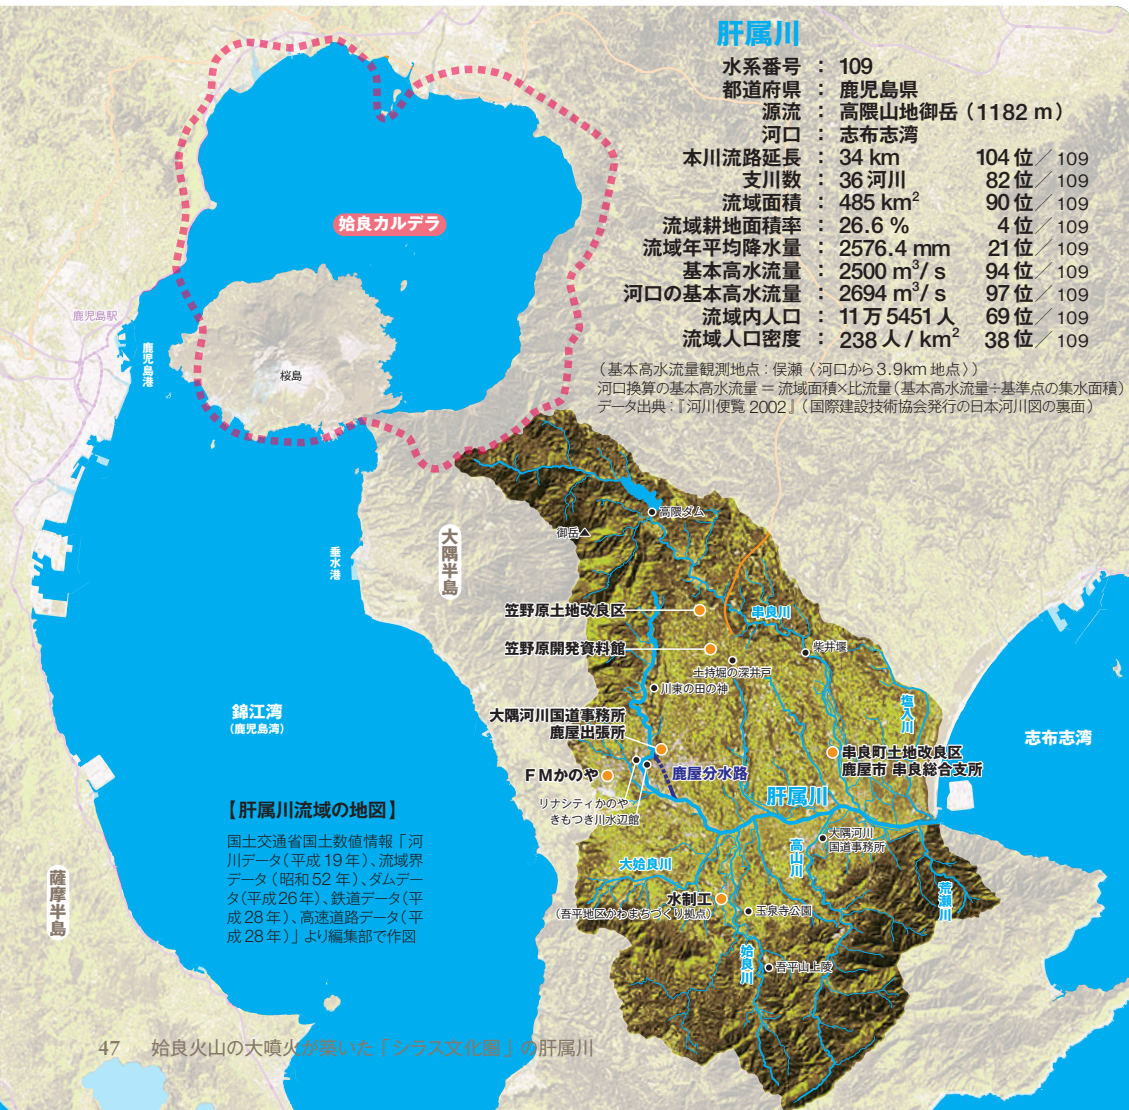 肝属川
水系番号 ： 109
都道府県 ： 鹿児島県
源流 ： 高隈山地御岳（1182 m）
河口 ： 志布志湾
本川流路延長 ： 34 km 104位／109
支川数 ： 36河川 82位／109
流域面積 ： 485 km² 90位／109
流域耕地面積率 ： 26.6 % 4位／109
流域年平均降水量 ： 2576.4 mm 21位／109
基本高水流量 ： 2500 m³/ s 94位／109
河口の基本高水流量 ： 2694 m³/ s 97位／109
流域内人口 ： 11万5451人 69位／109
流域人口密度 ： 238人/ km² 38位／109
（基本高水流量観測地点：俣瀬〈河口から3.9km地点〉）
河口換算の基本高水流量 ＝ 流域面積×比流量（基本高水流量÷基準点の集水面積）
データ出典：『河川便覧 2002』（国際建設技術協会発行の日本河川図の裏面）
姶良カルデラ
鹿児島駅
鹿児島港
桜島
高隈ダム
御岳▲
大隅半島
垂水港
笠野原土地改良区
串良川
笠野原開発資料館
柴井堰
土持堀の深井戸
川東の田の神
塩入川
大隅河川国道事務所
鹿屋出張所
錦江湾
（鹿児島湾）
志布志湾
串良町土地改良区
鹿屋市 串良総合支所
FMかのや
鹿屋分水路
肝属川
リナシティかのや
きもつき川水辺館
【肝属川流域の地図】
国土交通省国土数値情報「河
川データ（平成19年）、流域界
データ（昭和52年）、ダムデー
タ（平成26年）、鉄道データ（平
成28年）、高速道路データ（平
成28年）」より編集部で作図
大隅河川
国道事務所
高山川
大姶良川
薩摩半島
荒瀬川
水制工
（吾平地区かわまちづくり拠点）
玉泉寺公園
姶良川
吾平山上陵
47 姶良火山の大噴火が築いた「シラス文化圏」の肝属川